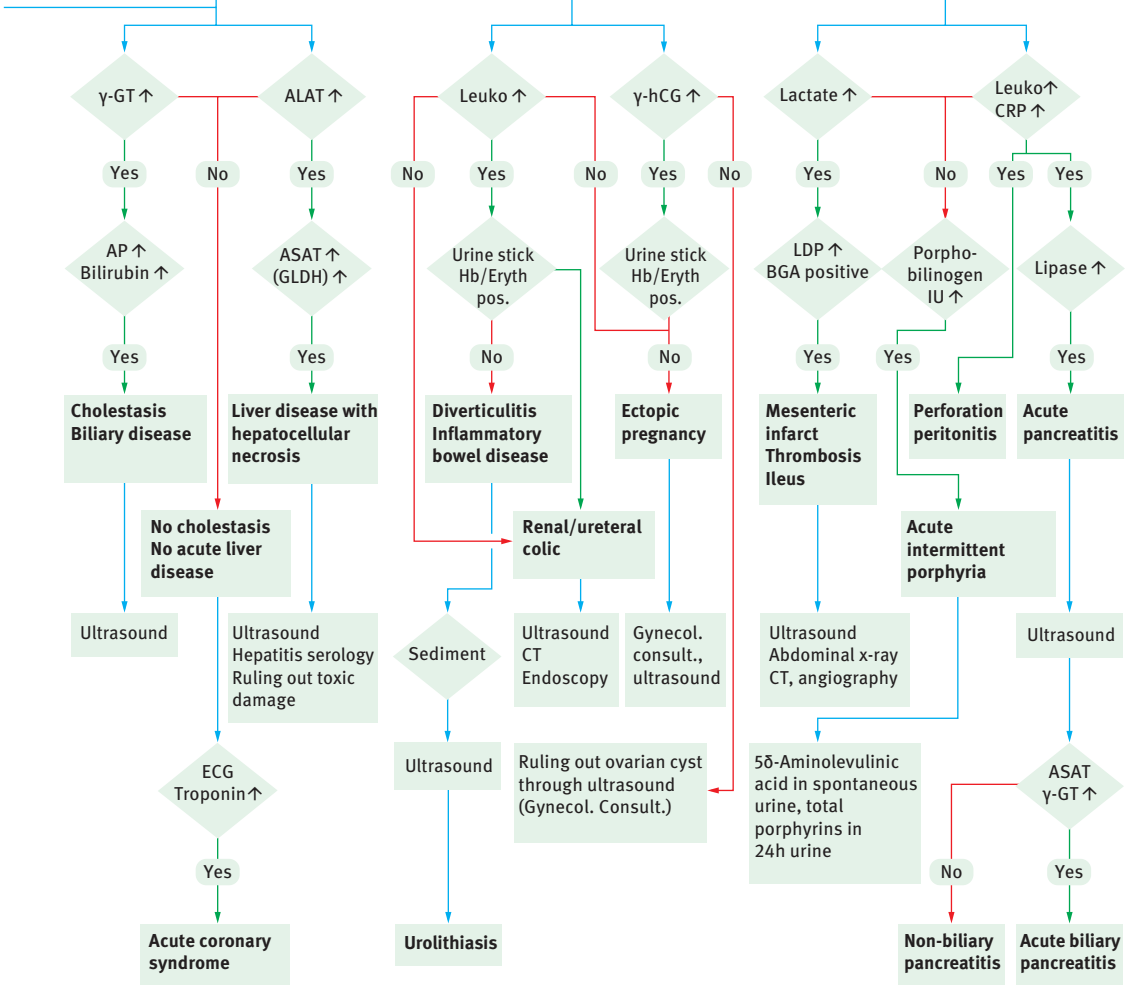 γ-GT ↑
ALAT ↑
Leuko ↑
γ-hCG ↑
Lactate ↑
Leuko↑
CRP ↑
Yes
No
Yes
No
Yes
No
Yes
No
Yes
No
Yes
Yes
AP ↑
Bilirubin ↑
ASAT ↑
(GLDH) ↑
Urine stick
Hb/Eryth
pos.
Urine stick
Hb/Eryth
pos.
LDP ↑
BGA positive
Porpho-
bilinogen
IU ↑
Lipase ↑
Yes
Yes
No
No
Yes
Yes
Yes
Cholestasis
Biliary disease
Liver disease with
hepatocellular
necrosis
Diverticulitis
Inflammatory
bowel disease
Ectopic
pregnancy
Mesenteric
infarct
Thrombosis
Ileus
Perforation
peritonitis
Acute
pancreatitis
No cholestasis
No acute liver
disease
Renal/ureteral
colic
Acute
intermittent
porphyria
Ultrasound
Ultrasound
Hepatitis serology
Ruling out toxic
damage
Sediment
Ultrasound
CT
Endoscopy
Gynecol.
consult.,
ultrasound
Ultrasound
Abdominal x-ray
CT, angiography
Ultrasound
ECG
Troponin↑
Ultrasound
Ruling out ovarian cyst
through ultrasound
(Gynecol. Consult.)
5δ-Aminolevulinic
acid in spontaneous
urine, total
porphyrins in
24h urine
ASAT
γ-GT ↑
Yes
No
Yes
Acute coronary
syndrome
Urolithiasis
Non-biliary
pancreatitis
Acute biliary
pancreatitis